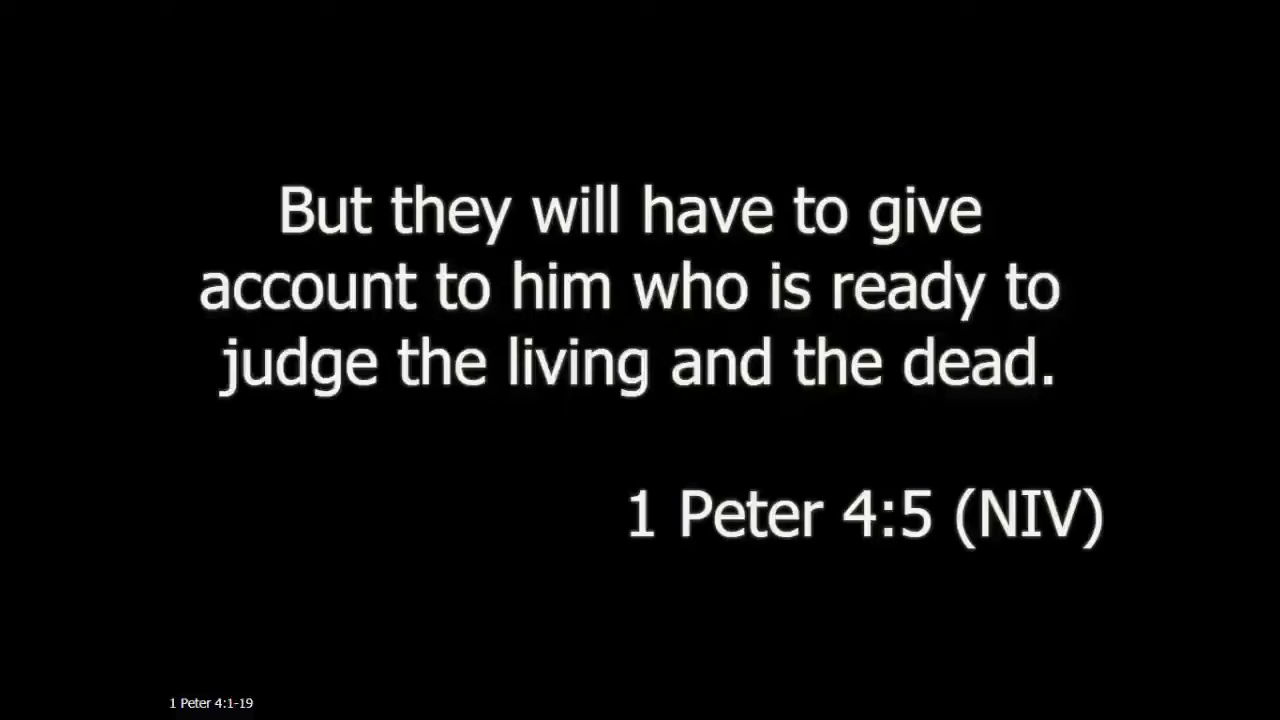 But they will have to give
account to him who is ready to
judge the living and the dead.
1 Peter 4:5 (NIV)
1 Peter 4:1-19